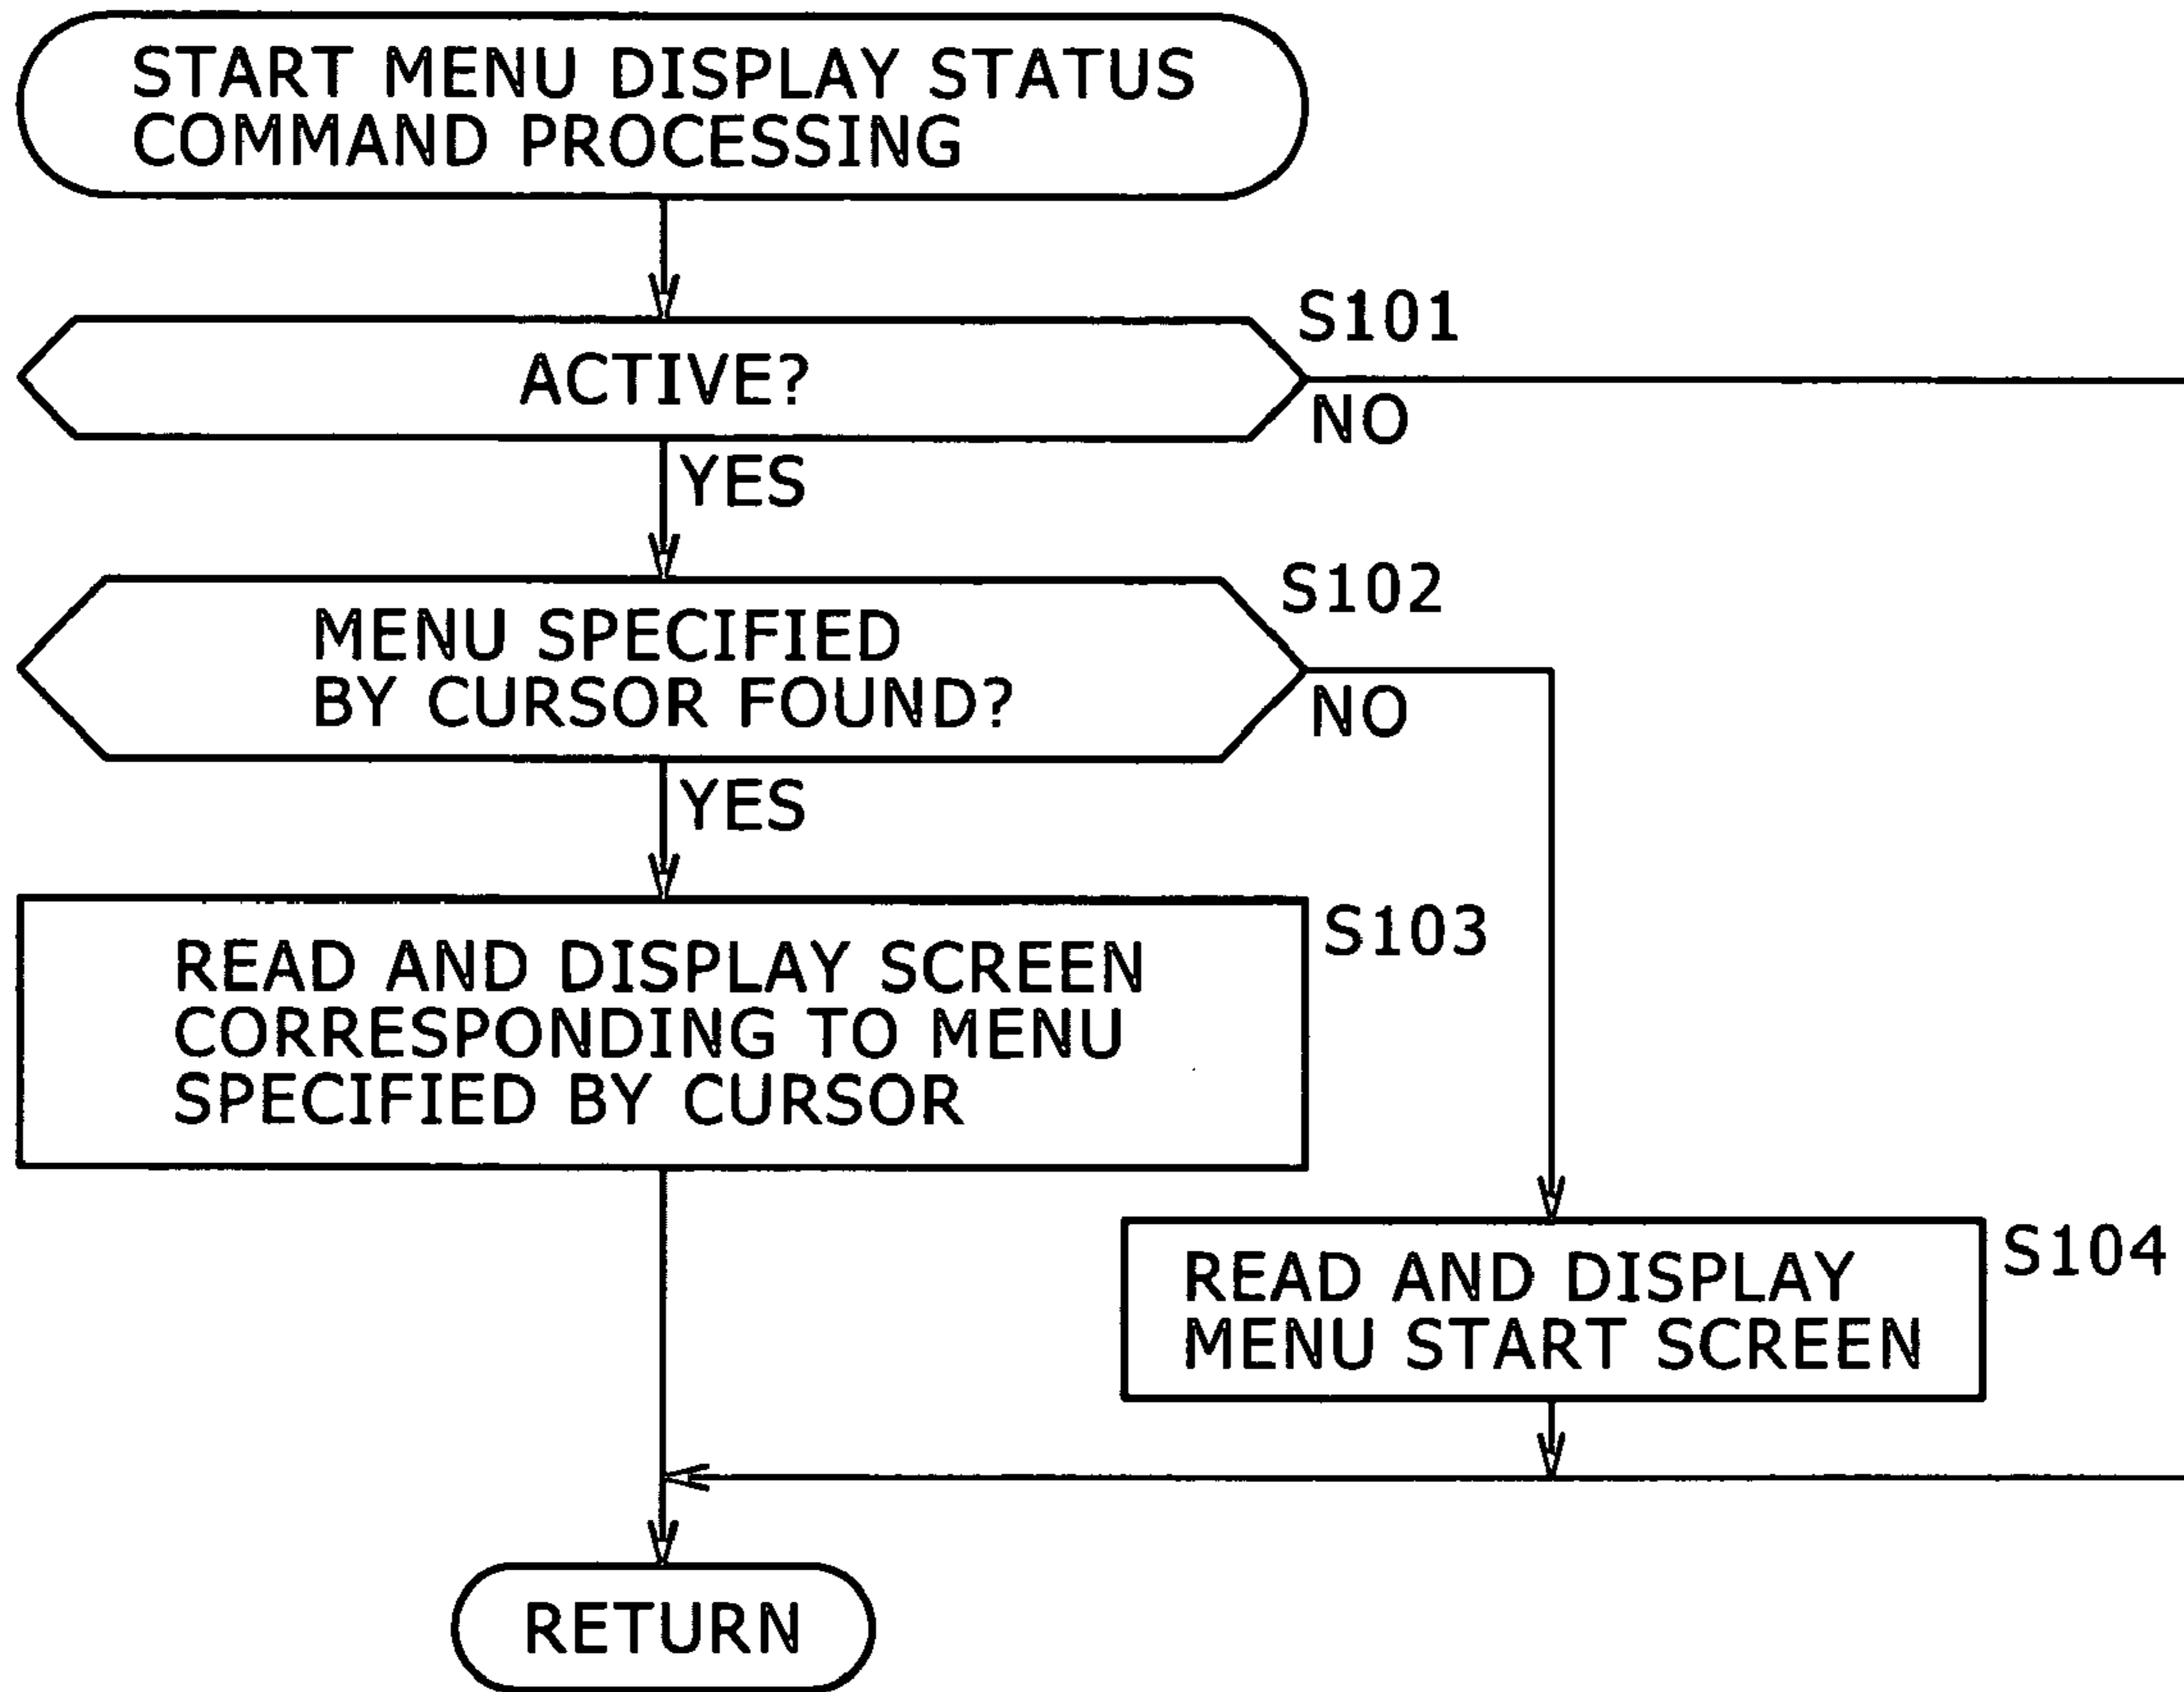 START MENU DISPLAY STATUS
COMMAND PROCESSING
S101
ACTIVE?
NO
YES
S102
MENU SPECIFIED
BY CURSOR FOUND?
NO
YES
S103
READ AND DISPLAY SCREEN
CORRESPONDING TO MENU
SPECIFIED BY CURSOR
S104
READ AND DISPLAY
MENU START SCREEN
RETURN